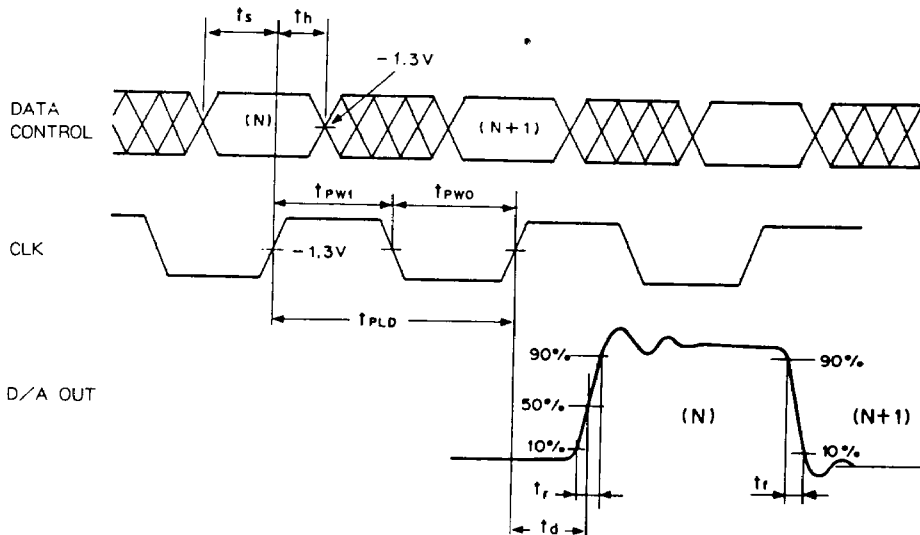 ts th
-1.3V
DATA
CONTROL
(N)
(N+1)
tPW1 tPW0
CLK
-1.3V
tPLD
D/A OUT
90%
50%
10%
(N)
90%
(N+1)
10%
tr
tf
td